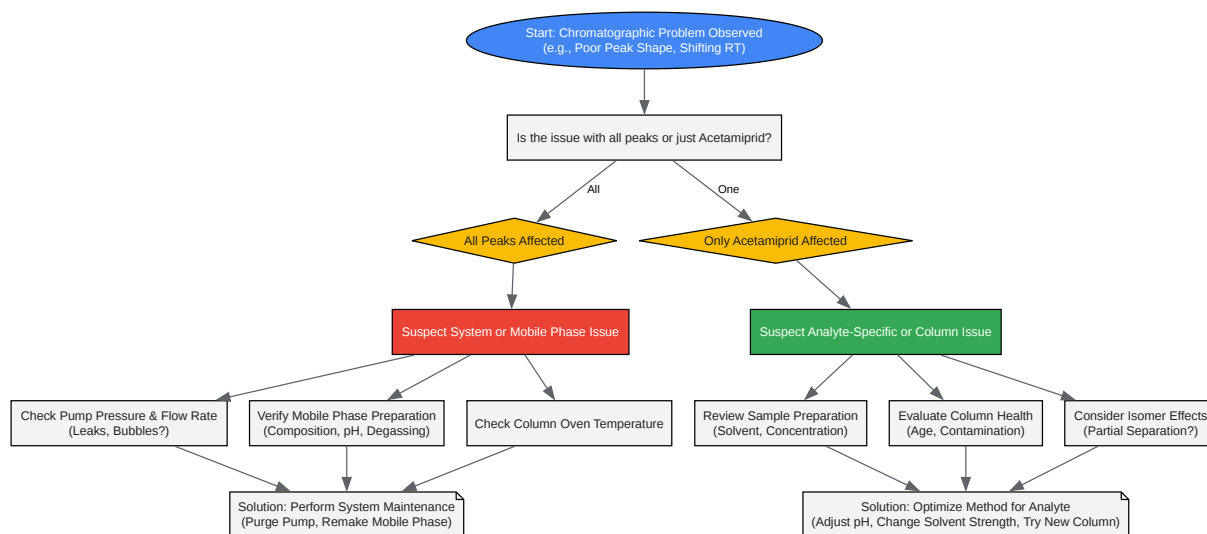 Start: Chromatographic Problem Observed
(e.g., Poor Peak Shape, Shifting RT)
Is the issue with all peaks or just Acetamiprid?
All
One
All Peaks Affected
Only Acetamiprid Affected
Suspect System or Mobile Phase Issue
Suspect Analyte-Specific or Column Issue
Check Pump Pressure & Flow Rate
(Leaks, Bubbles?)
Verify Mobile Phase Preparation
(Composition, pH, Degassing)
Check Column Oven Temperature
Review Sample Preparation
(Solvent, Concentration)
Evaluate Column Health
(Age, Contamination)
Consider Isomer Effects
(Partial Separation?)
Solution: Perform System Maintenance
(Purge Pump, Remake Mobile Phase)
Solution: Optimize Method for Analyte
(Adjust pH, Change Solvent Strength, Try New Column)